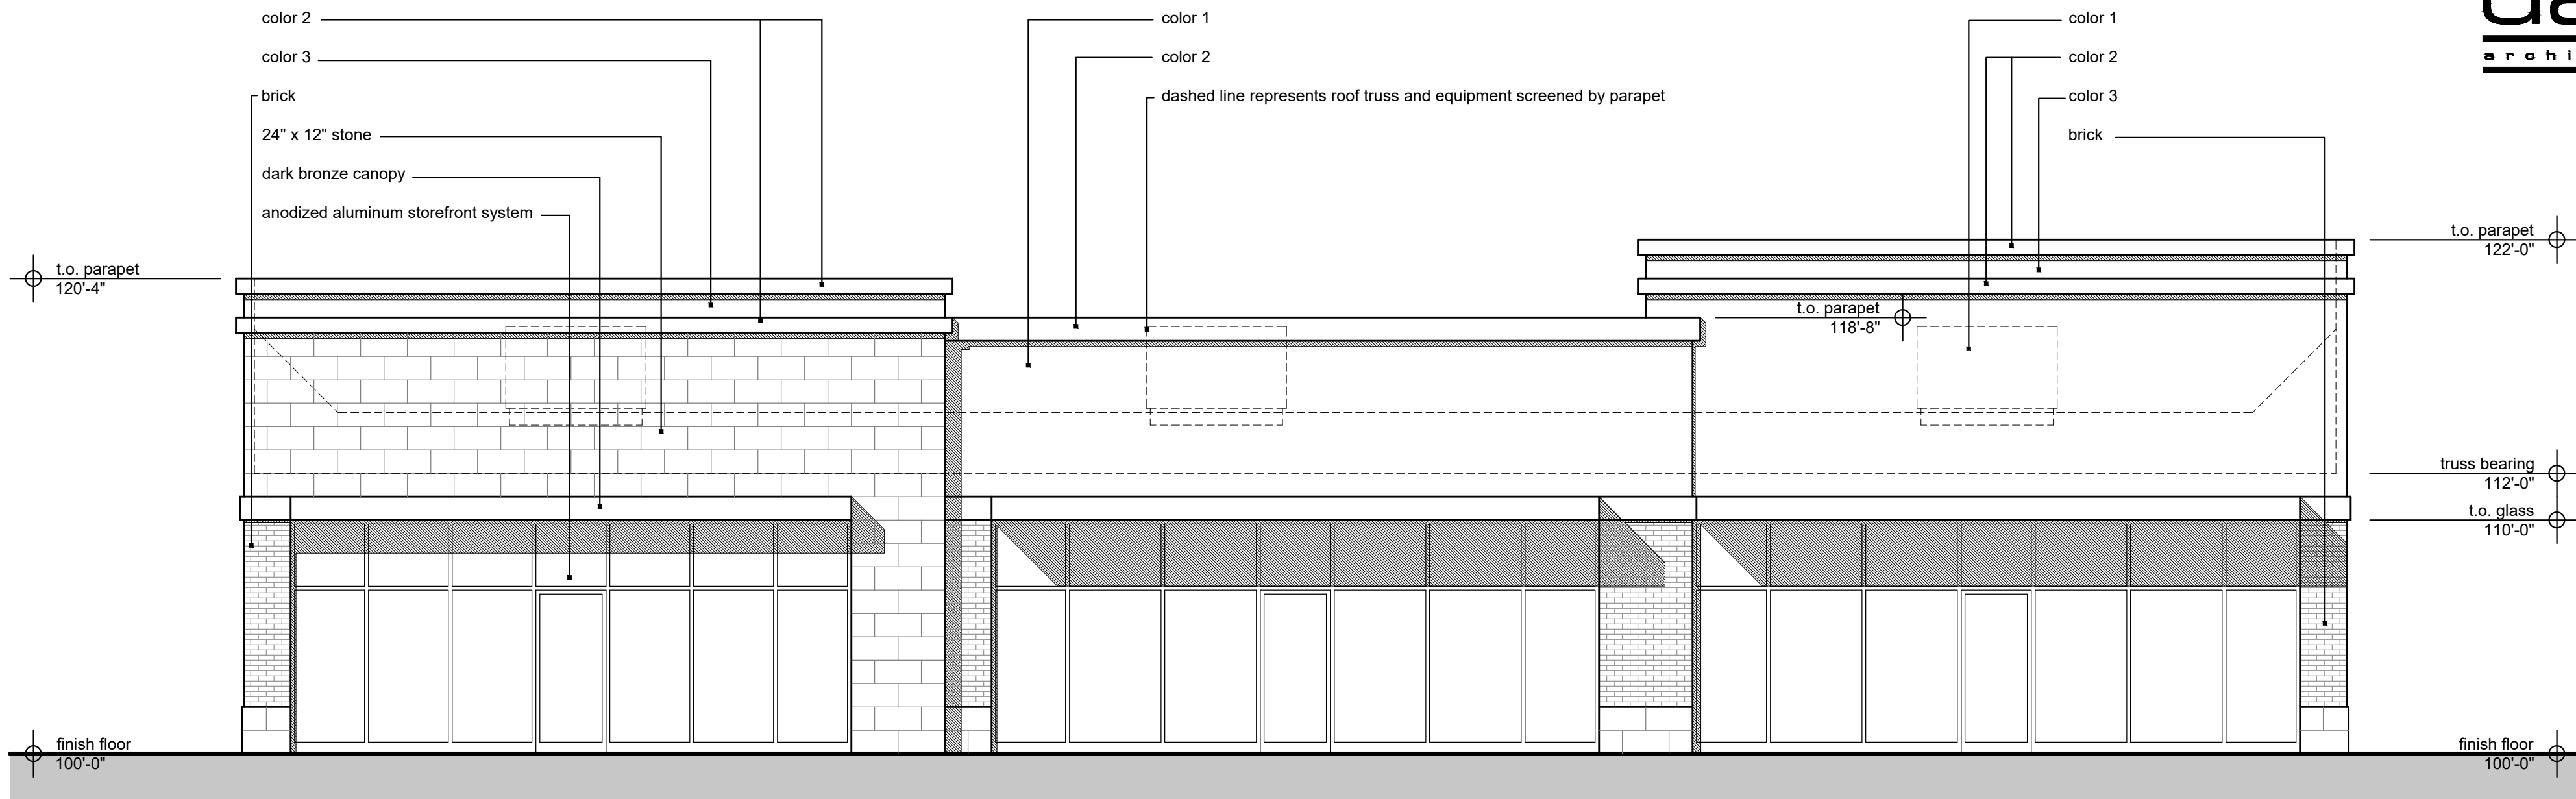 color 2
color 3
brick
24" x 12" stone
dark bronze canopy
anodized aluminum storefront system
color 1
color 2
dashed line represents roof truss and equipment screened by parapet
color 1
color 2
color 3
brick
archi
t.o. parapet
120'-4"
t.o. parapet
122'-0"
t.o. parapet
118'-8"
truss bearing
112'-0"
t.o. glass
110'-0"
finish floor
100'-0"
finish floor
100'-0"